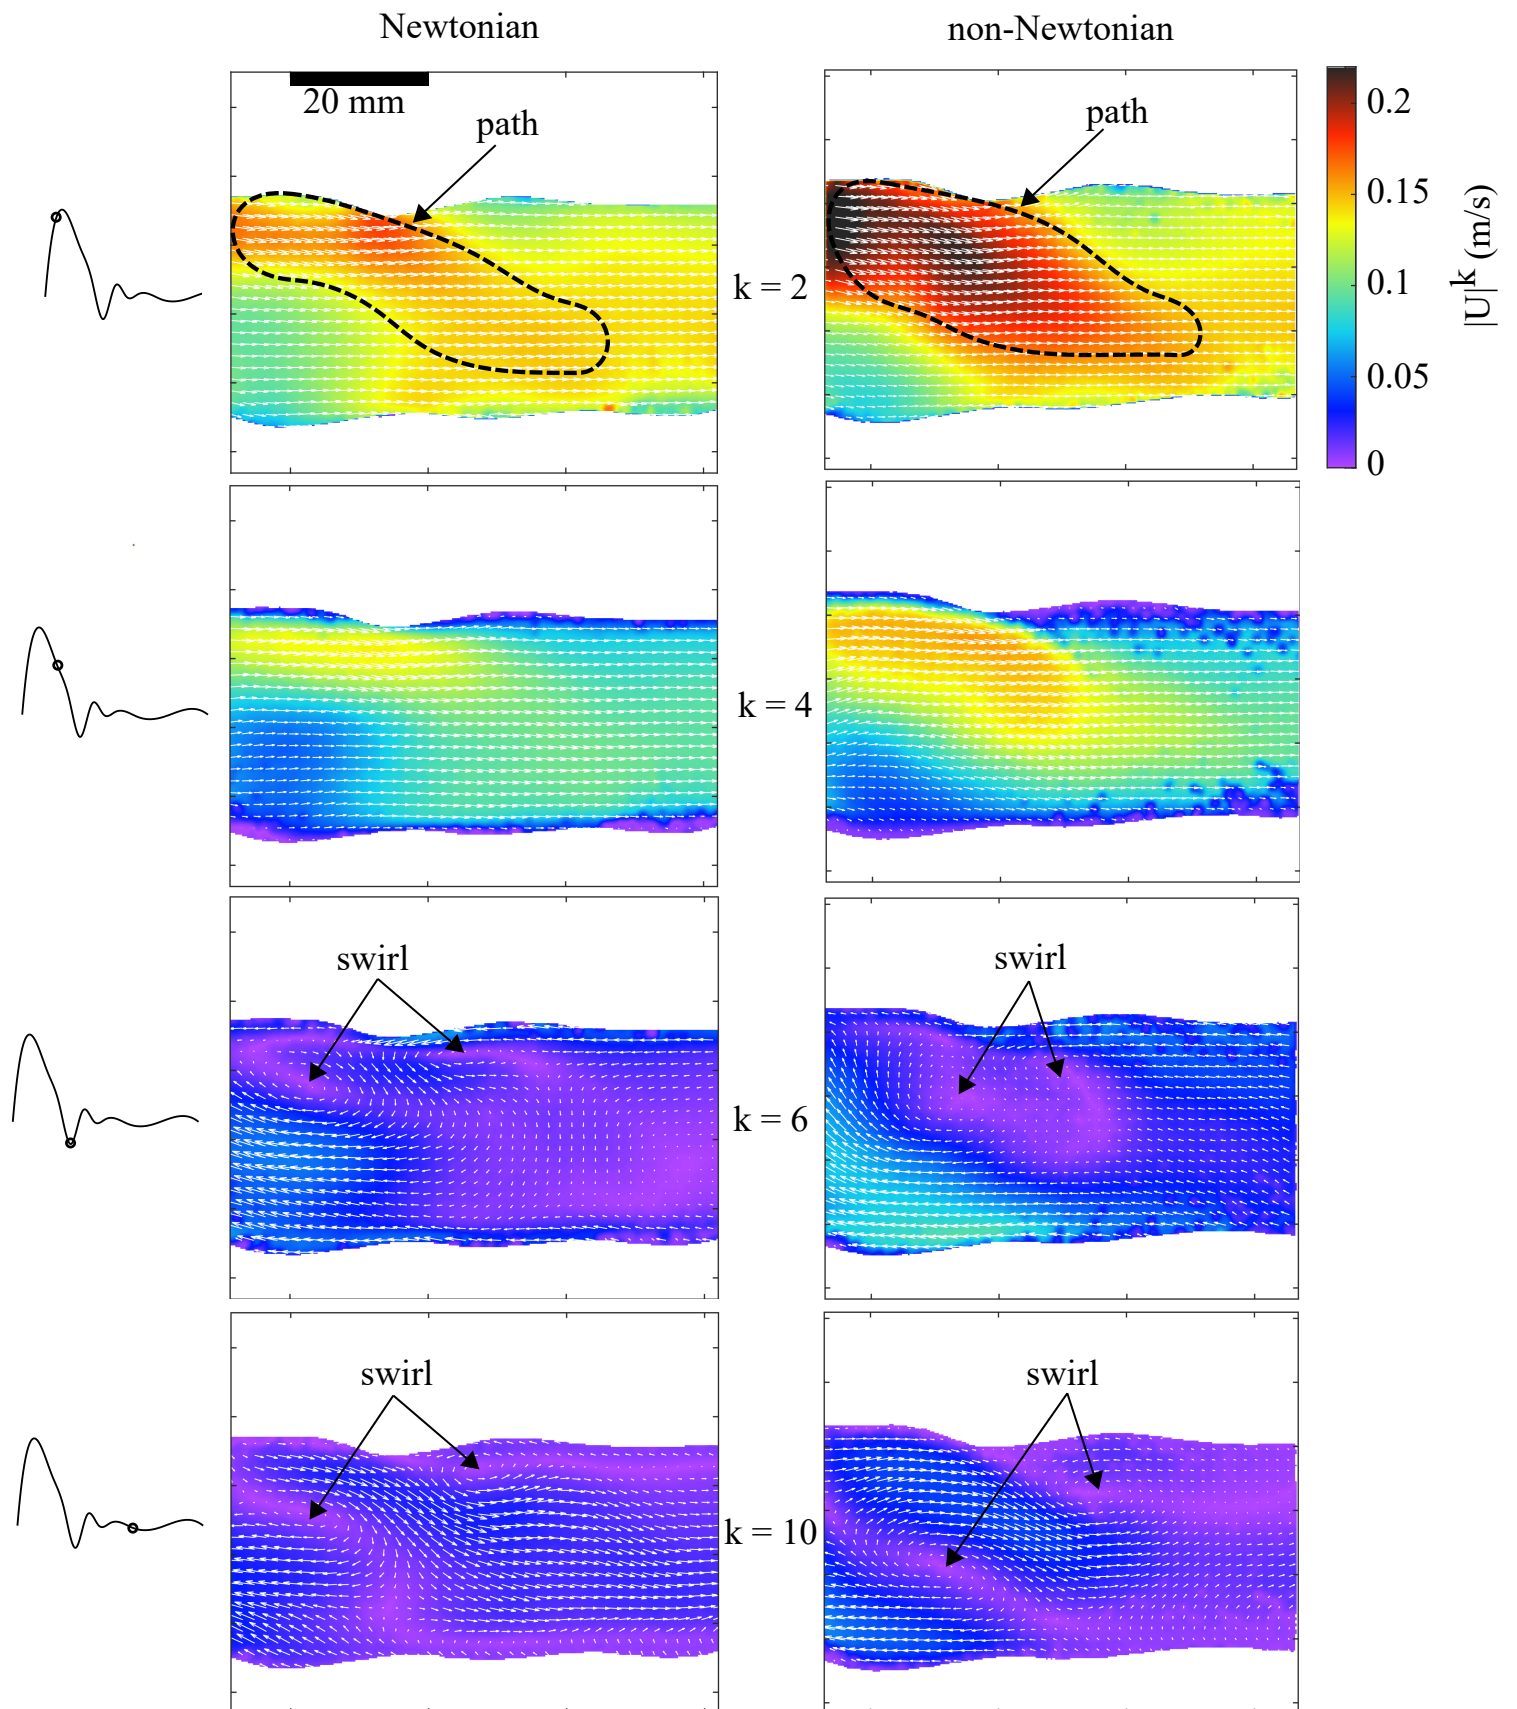 Newtonian
non-Newtonian
20 mm
path
path
k = 2
0.2
0.15
0.1
0.05
0
|U|^k (m/s)
k = 4
swirl
swirl
k = 6
swirl
swirl
k = 10